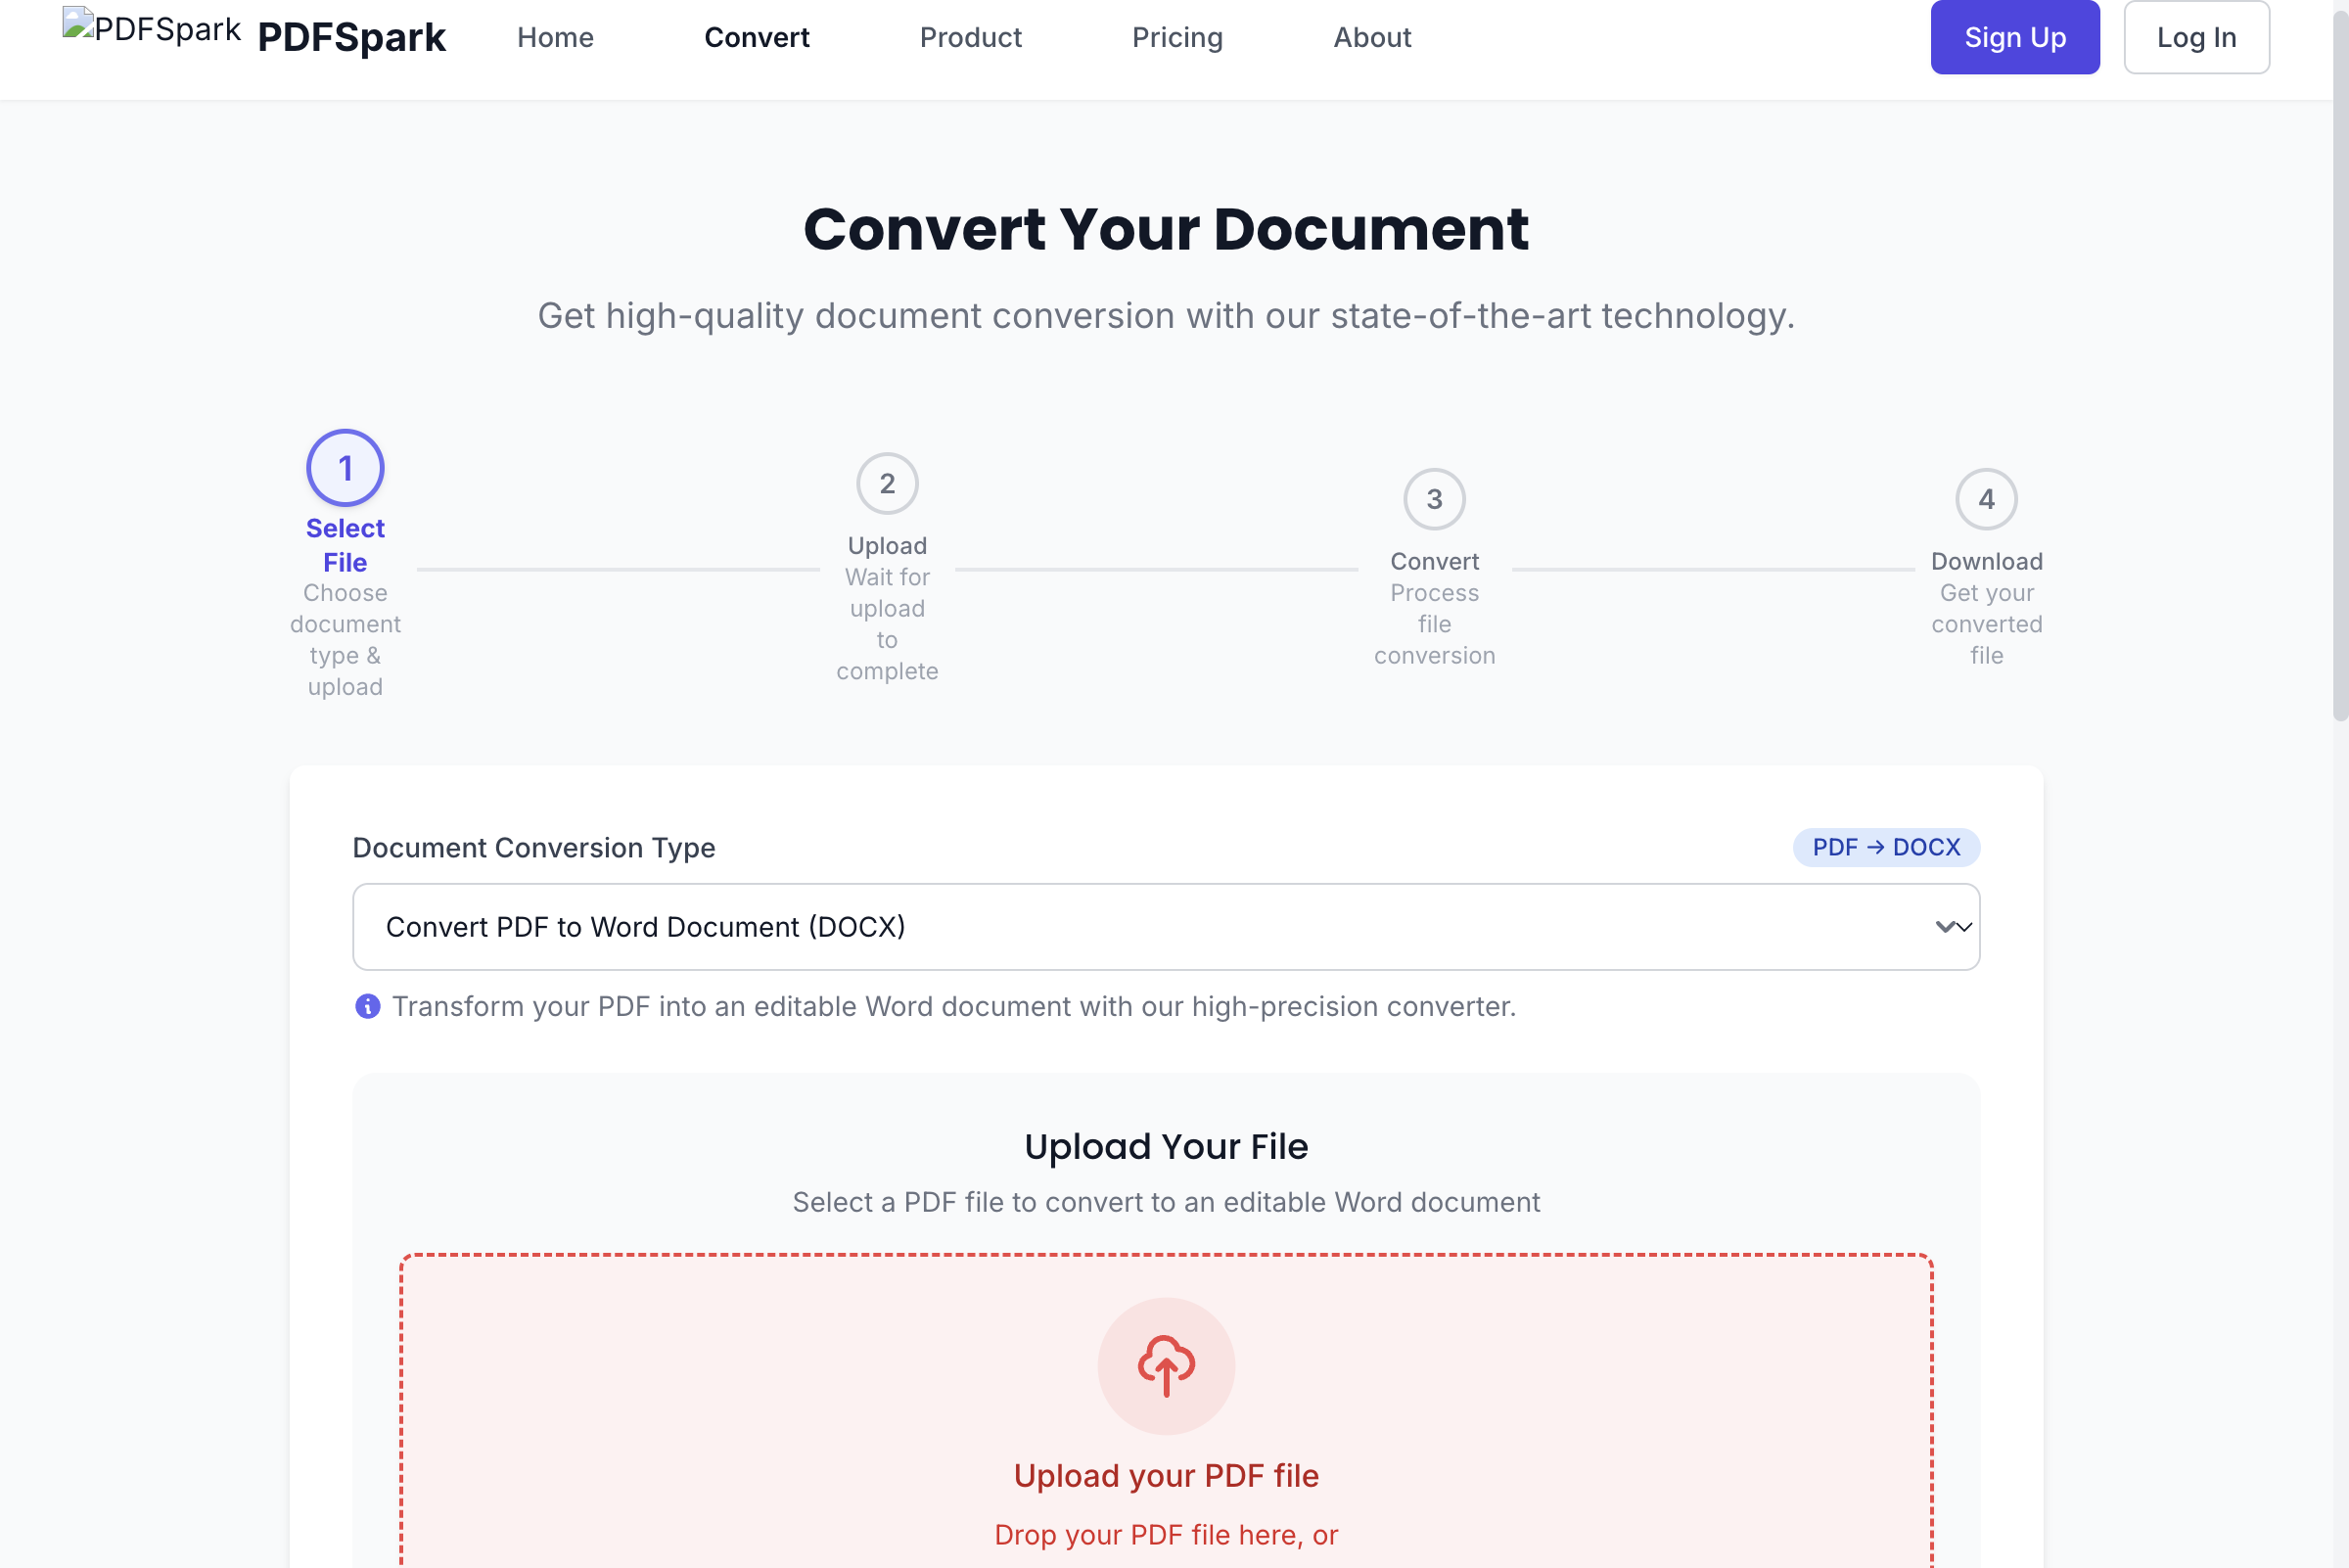 PDFSpark PDFSpark Home Convert Product Pricing About Sign Up Log In
Convert Your Document
Get high-quality document conversion with our state-of-the-art technology.
1
Select
File
Choose
document
type &
upload
2
Upload
Wait for
upload
to
complete
3
Convert
Process
file
conversion
4
Download
Get your
converted
file
Document Conversion Type
PDF → DOCX
Convert PDF to Word Document (DOCX)
Transform your PDF into an editable Word document with our high-precision converter.
Upload Your File
Select a PDF file to convert to an editable Word document
Upload your PDF file
Drop your PDF file here, or